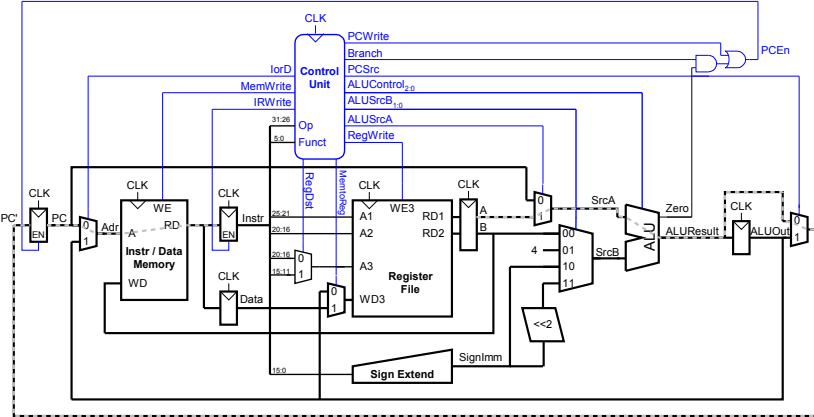 CLK
PCWrite
Branch
PCEn
IorD
Control
Unit
PCSrc
MemWrite
ALUControl2:0
IRWrite
ALUSrcB1:0
31:26
Op
ALUSrcA
5:0
Funct
RegWrite
RegDst
MemtoReg
CLK
CLK
CLK
CLK
CLK
PC'
PC
EN
0
1
Adr
A
WE
RD
Instr / Data
Memory
WD
EN
Instr
25:21
A1
WE3
RD1
A
0
1
SrcA
Zero
CLK
20:16
A2
RD2
B
00
ALU
ALUResult
ALUOut
0
1
4
01
SrcB
20:16
0
A3
10
15:11
1
Register
File
11
CLK
Data
0
1
WD3
<<2
SignImm
15:0
Sign Extend